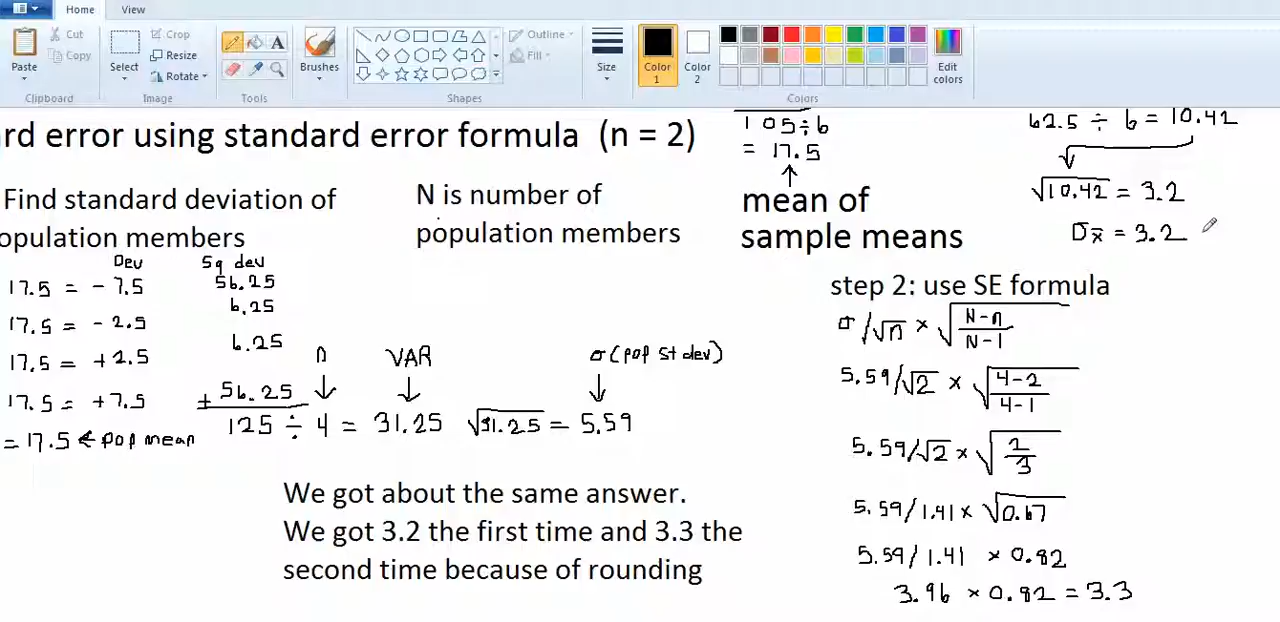 Home View
Paste
Cut
Copy
Clipboard
Select
Crop
Resize
Rotate
Image
Tools
Brushes
Shapes
Outline
Fill
Size
Color 1
Color 2
Edit colors
Colors
rd error using standard error formula (n = 2)
Find standard deviation of
opulation members
N is number of
population members
105 ÷ 6
= 17.5
mean of
sample means
62.5 ÷ 6 = 10.42
√10.42 = 3.2
σx̄ = 3.2
Dev Sq dev
17.5 = - 7.5 56.25
17.5 = - 2.5 6.25
17.5 = + 2.5 6.25
17.5 = + 7.5 + 56.25
= 17.5 ← pop mean
n VAR σ (pop st dev)
125 ÷ 4 = 31.25 √31.25 = 5.59
step 2: use SE formula
σ/√n × √N-n/N-1
5.59/√2 × √4-2/4-1
5.59/√2 × √2/3
5.59/1.41 × √0.67
5.59/1.41 × 0.82
3.96 × 0.82 = 3.3
We got about the same answer.
We got 3.2 the first time and 3.3 the
second time because of rounding